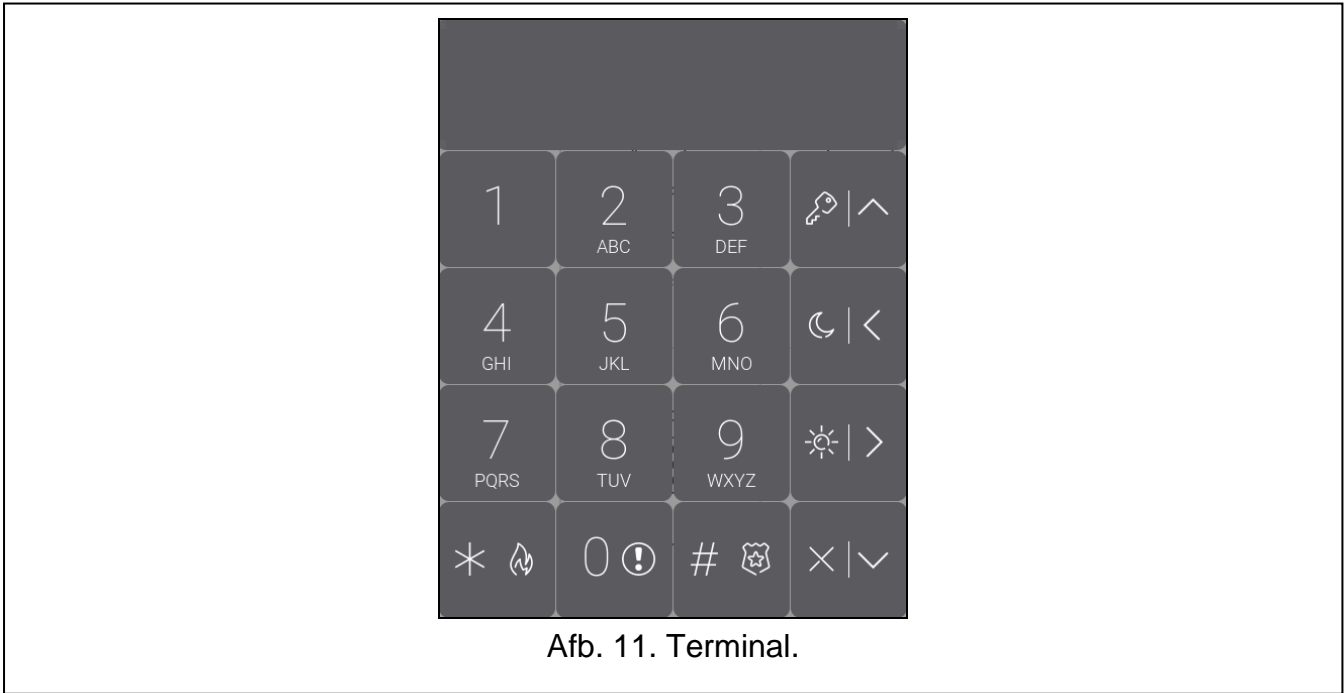 1 2 3
ABC DEF
4 5 6
GHI JKL MNO
7 8 9
PQRS TUV WXYZ
* 0 #
Afb. 11. Terminal.